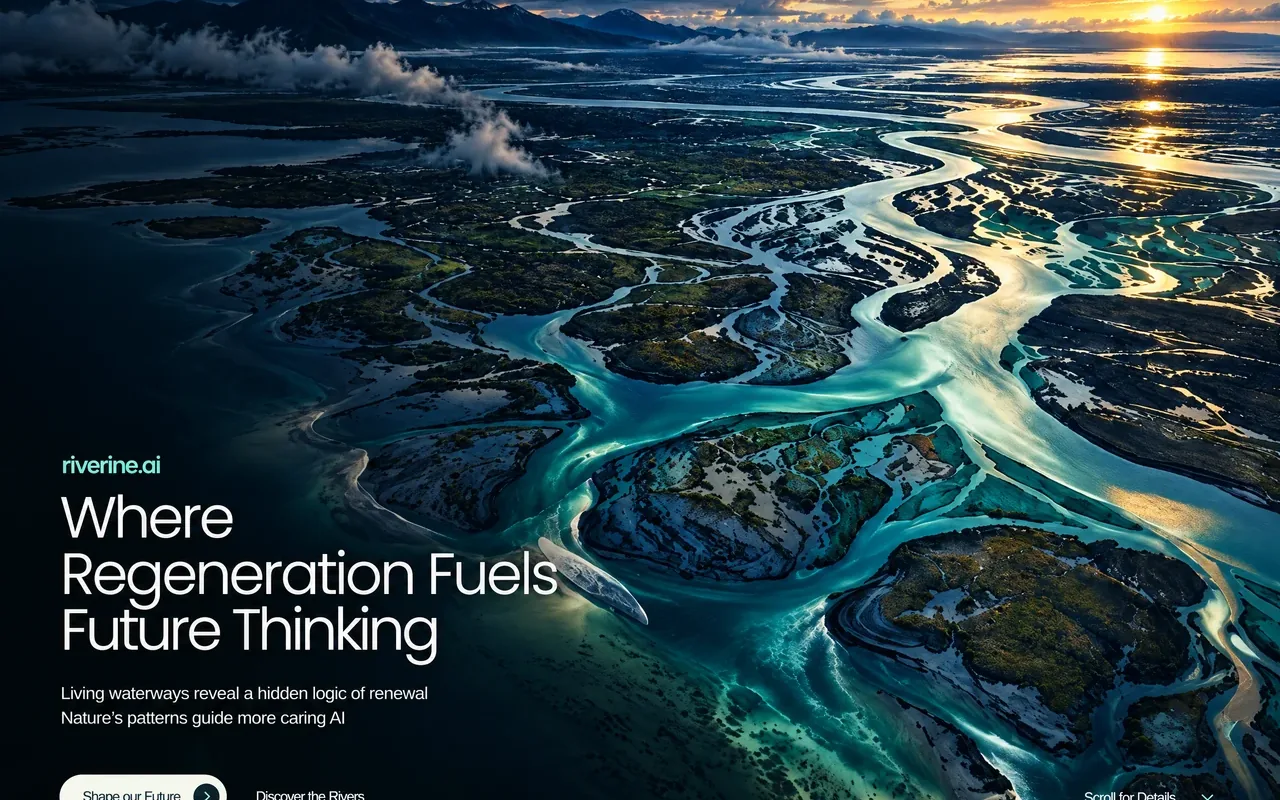 riverine.ai
Where
Regeneration Fuels
Future Thinking
Living waterways reveal a hidden logic of renewal
Nature’s patterns guide more caring AI
Shape our Future
Discover the Rivers
Scroll for Details